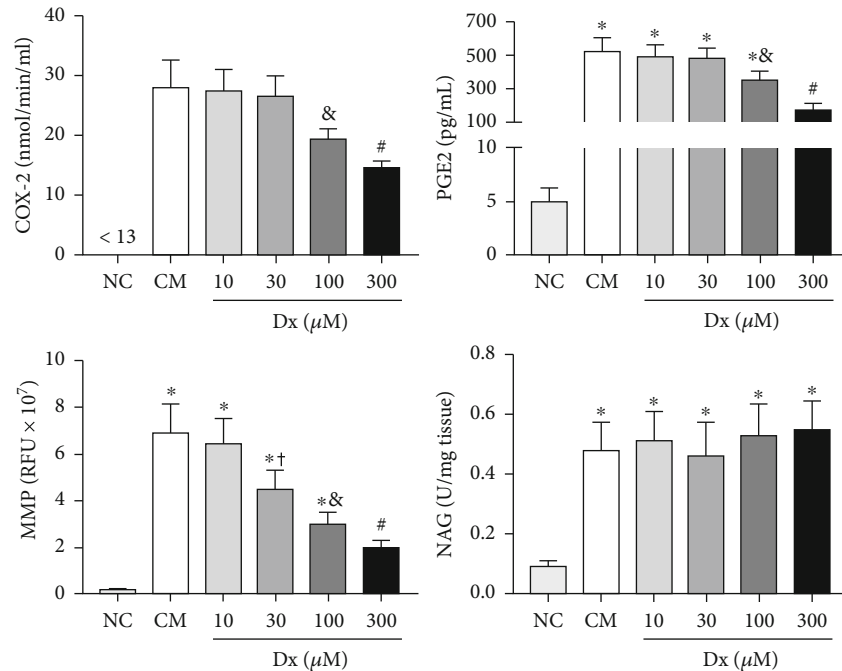 COX-2 (nmol/min/ml)
40
30
20
10
0
< 13
&
#
NC CM 10 30 100 300
Dx (μM)
PGE2 (pg/mL)
700
500
300
100
10
5
0
* * * *& #
NC CM 10 30 100 300
Dx (μM)
MMP (RFU × 10⁷)
10
8
6
4
2
0
* * *† *& #
NC CM 10 30 100 300
Dx (μM)
NAG (U/mg tissue)
0.8
0.6
0.4
0.2
0.0
* * * * *
NC CM 10 30 100 300
Dx (μM)